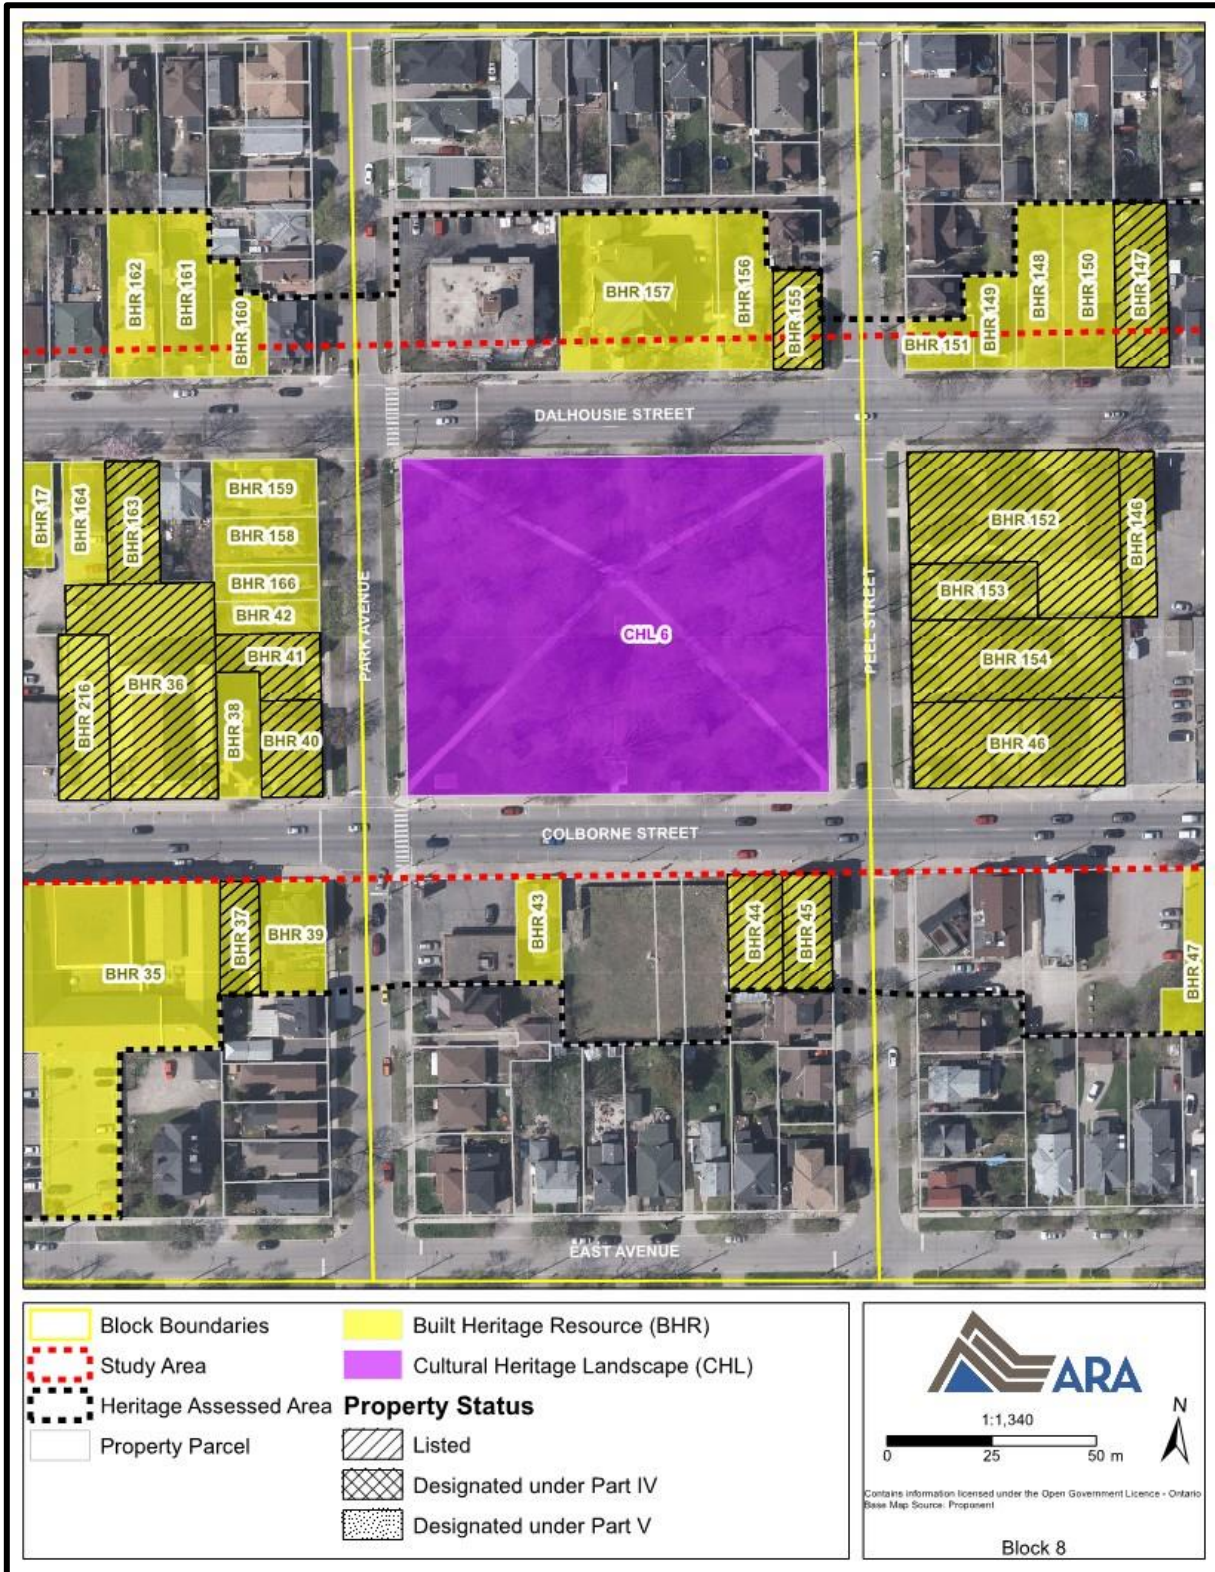 BHR 162
BHR 161
BHR 160
BHR 157
BHR 156
BHR 155
BHR 151
BHR 149
BHR 148
BHR 150
BHR 147
DALHOUSIE STREET
BHR 17
BHR 164
BHR 163
BHR 159
BHR 158
BHR 166
BHR 42
BHR 41
BHR 36
BHR 216
BHR 38
BHR 40
PARK AVENUE
CHL 6
PEEL STREET
BHR 152
BHR 146
BHR 153
BHR 154
BHR 46
COLBORNE STREET
BHR 35
BHR 37
BHR 39
BHR 43
BHR 44
BHR 45
BHR 47
EAST AVENUE
Block Boundaries
Study Area
Heritage Assessed Area
Property Parcel
Built Heritage Resource (BHR)
Cultural Heritage Landscape (CHL)
Property Status
Listed
Designated under Part IV
Designated under Part V
ARA
N
1:1,340
0 25 50 m
Contains information licensed under the Open Government Licence - Ontario
Base Map Source: Proponent
Block 8